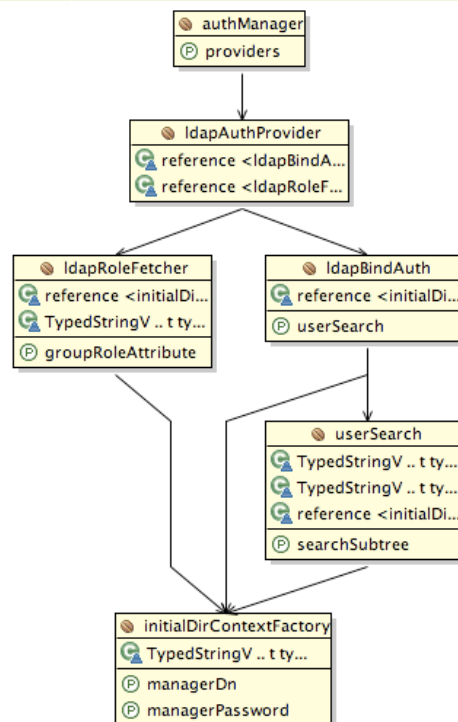 authManager
providers
ldapAuthProvider
reference <ldapBindA...
reference <ldapRoleF...
ldapRoleFetcher
reference <initialDi...
TypedStringV .. t ty...
groupRoleAttribute
ldapBindAuth
reference <initialDi...
userSearch
userSearch
TypedStringV .. t ty...
TypedStringV .. t ty...
reference <initialDi...
searchSubtree
initialDirContextFactory
TypedStringV .. t ty...
managerDn
managerPassword